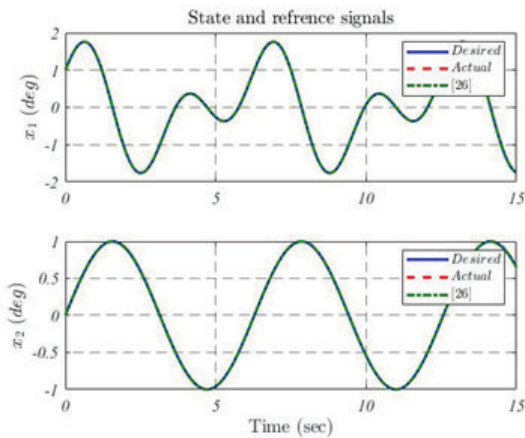 State and refrence signals
2
1
0
-1
-2
x1 (deg)
Desired
Actual
[26]
0
5
10
15
1
0.5
0
-0.5
-1
x2 (deg)
Desired
Actual
[26]
0
5
10
15
Time (sec)